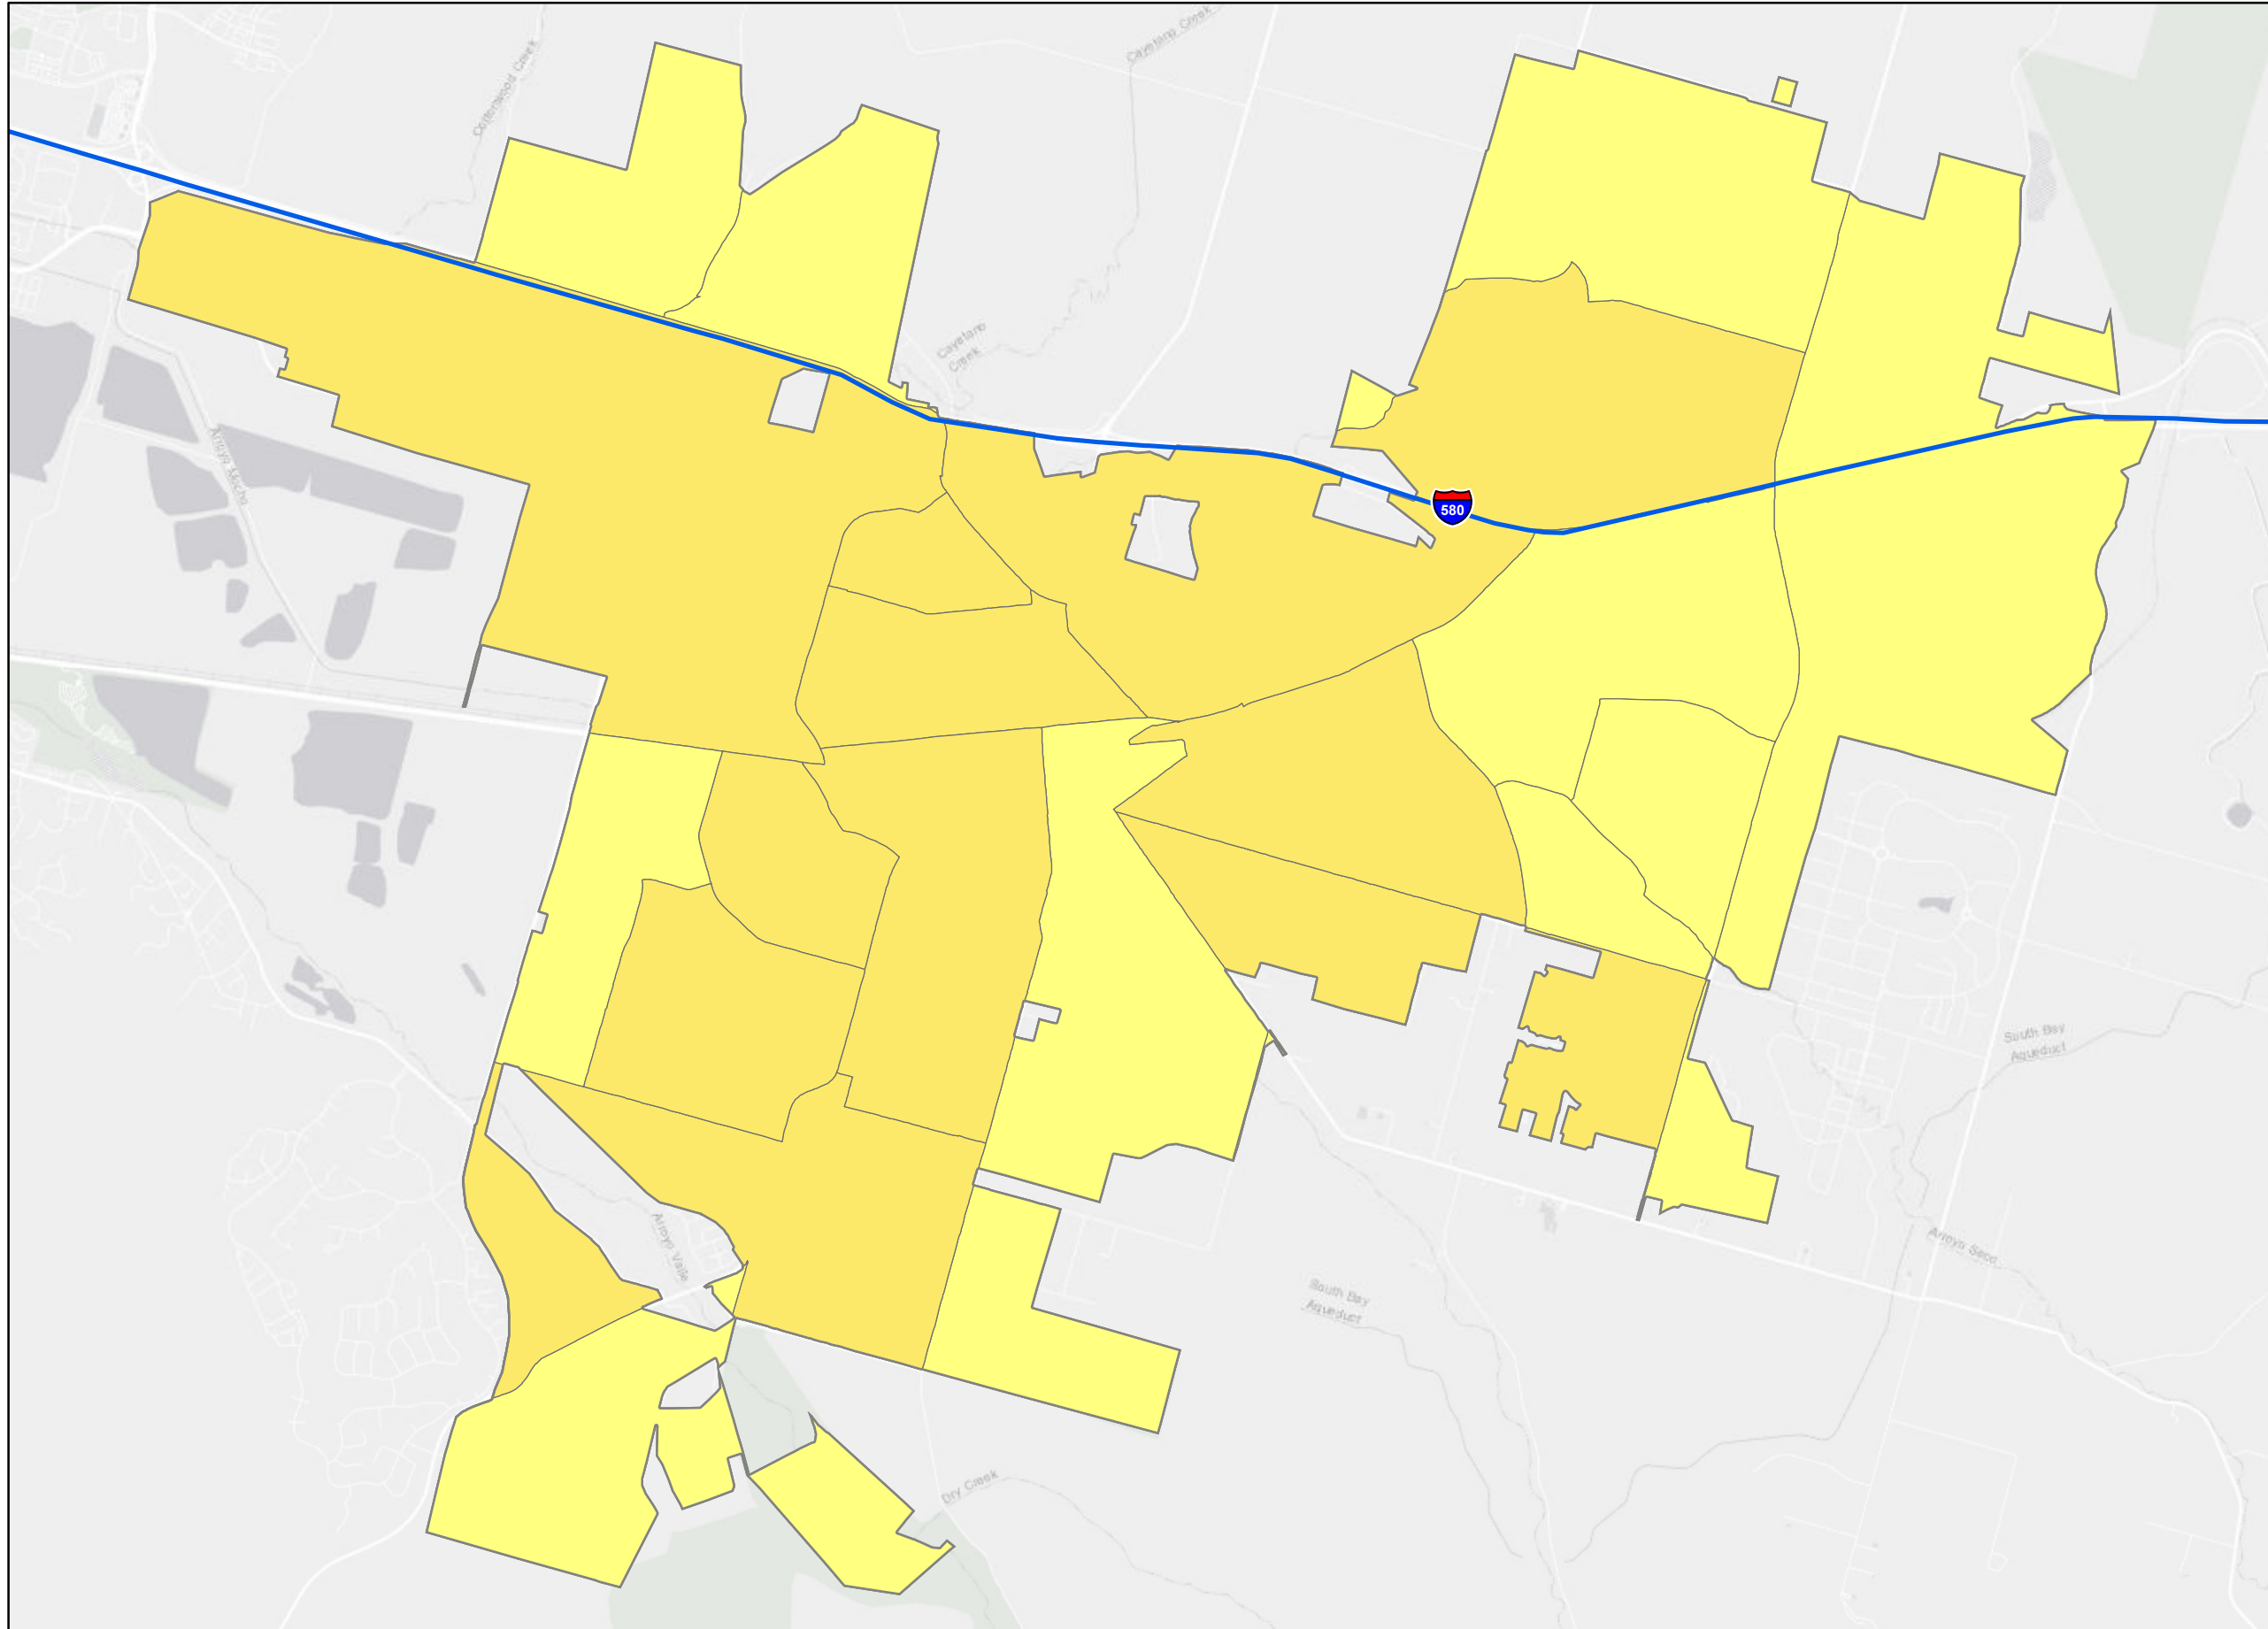 Cayetano Creek
Cottonwood Creek
Cayetano
Creek
Arroyo Mocho
580
South Bay
Aqueduct
Arroyo Valle
Arroyo Seco
South Bay
Aqueduct
Dry Creek